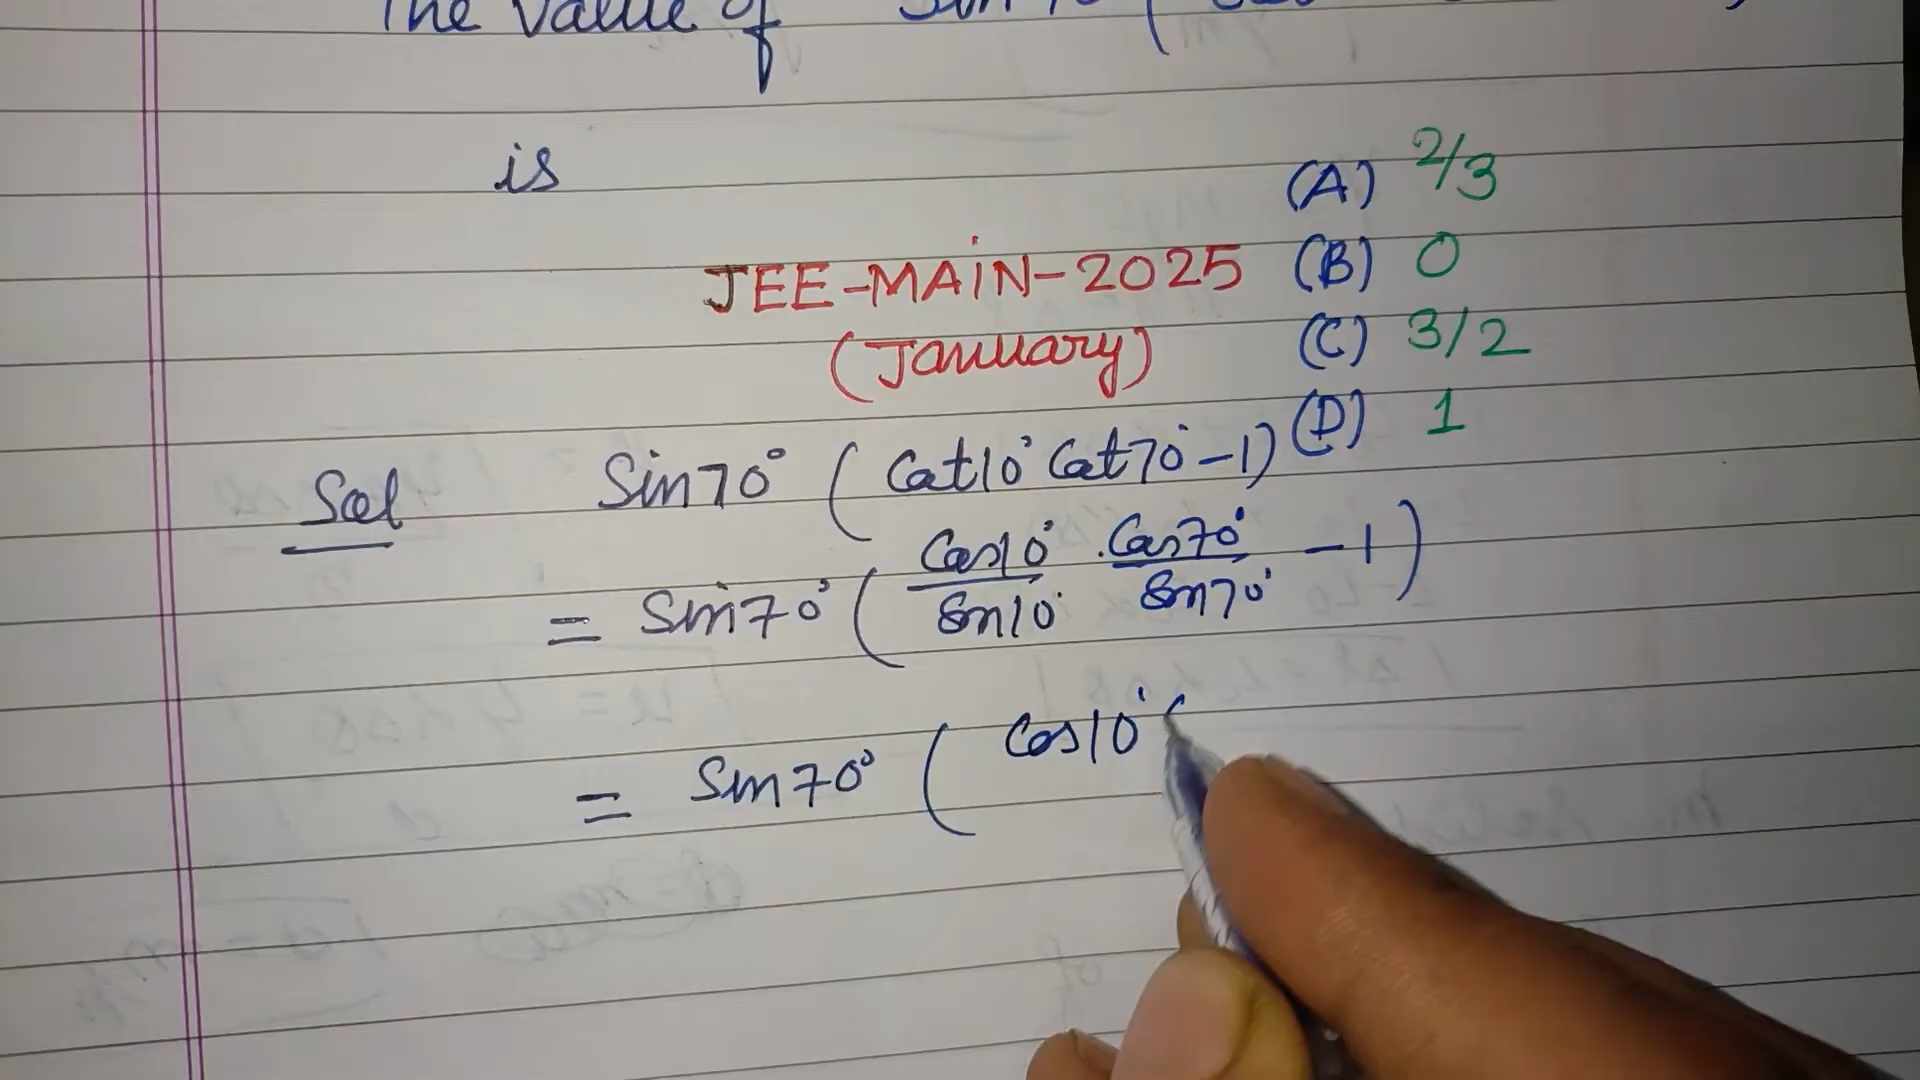 The value of
is
(A) 2/3
JEE-MAIN-2025 (B) 0
(January) (C) 3/2
(D) 1
Sol Sin70° (Cot10° Cot70° -1)
= Sin70° ( Cos10°/Sin10° . Cos70°/Sin70° - 1 )
= Sin70° ( Cos10°